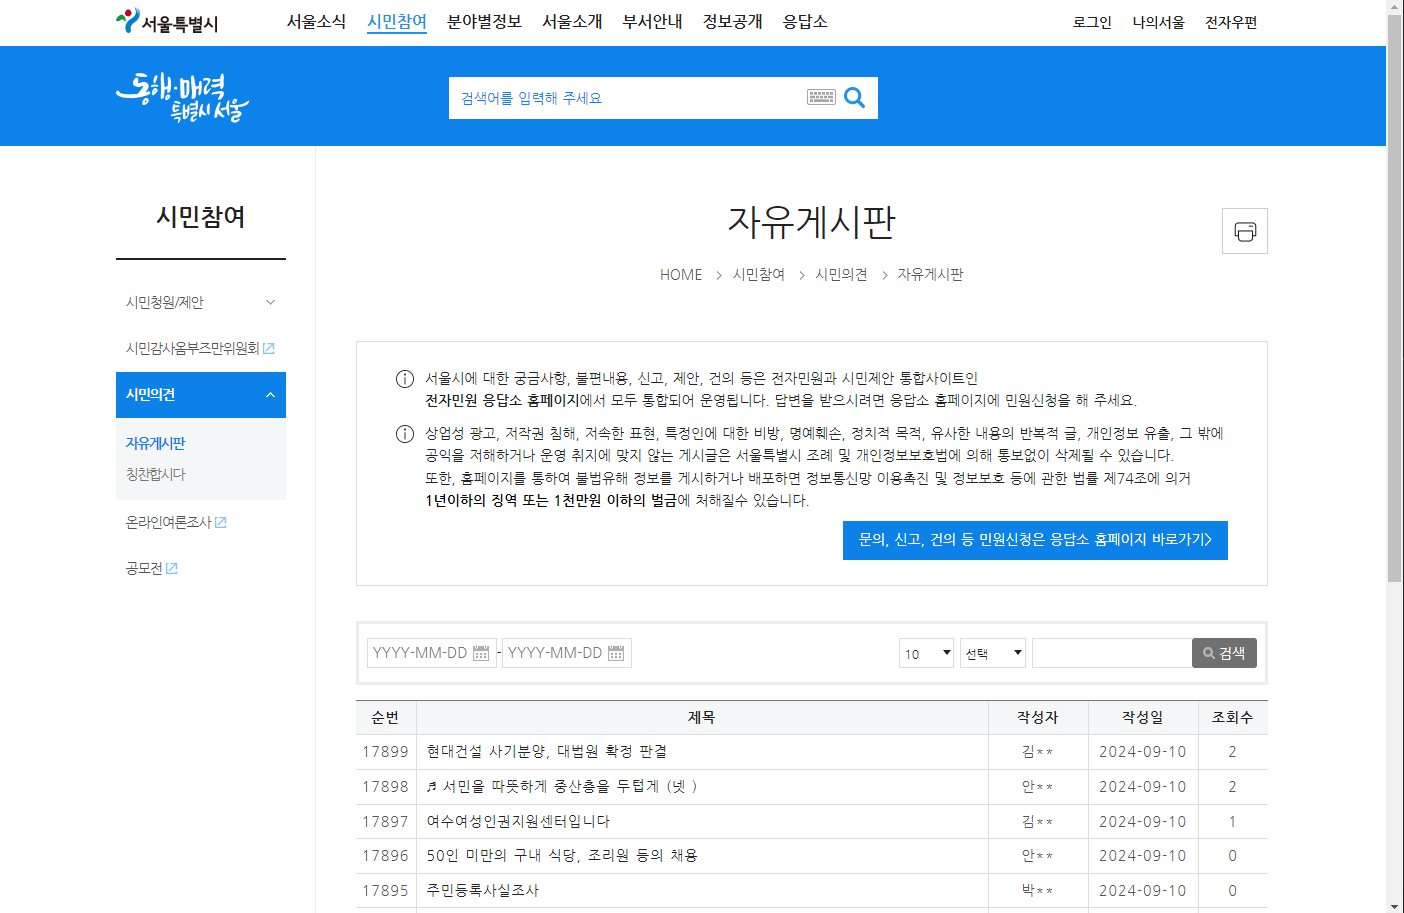 서울특별시
서울소식 시민참여 분야별정보 서울소개 부서안내 정보공개 응답소
로그인 나의서울 전자우편
동행·매력
특별시 서울
검색어를 입력해 주세요
시민참여
시민청원/제안
시민감사옴부즈만위원회
시민의견
자유게시판
칭찬합시다
온라인여론조사
공모전
자유게시판
HOME > 시민참여 > 시민의견 > 자유게시판
서울시에 대한 궁금사항, 불편내용, 신고, 제안, 건의 등은 전자민원과 시민제안 통합사이트인
전자민원 응답소 홈페이지에서 모두 통합되어 운영됩니다. 답변을 받으시려면 응답소 홈페이지에 민원신청을 해 주세요.
상업성 광고, 저작권 침해, 저속한 표현, 특정인에 대한 비방, 명예훼손, 정치적 목적, 유사한 내용의 반복적 글, 개인정보 유출, 그 밖에
공익을 저해하거나 운영 취지에 맞지 않는 게시글은 서울특별시 조례 및 개인정보보호법에 의해 통보없이 삭제될 수 있습니다.
또한, 홈페이지를 통하여 불법유해 정보를 게시하거나 배포하면 정보통신망 이용촉진 및 정보보호 등에 관한 법률 제74조에 의거
1년이하의 징역 또는 1천만원 이하의 벌금에 처해질수 있습니다.
문의, 신고, 건의 등 민원신청은 응답소 홈페이지 바로가기>
YYYY-MM-DD - YYYY-MM-DD 10 선택 검색
순번 제목 작성자 작성일 조회수
17899 현대건설 사기분양, 대법원 확정 판결 김** 2024-09-10 2
17898 ♬ 서민을 따뜻하게 중산층을 두텁게 (넷 ) 안** 2024-09-10 2
17897 여수여성인권지원센터입니다 김** 2024-09-10 1
17896 50인 미만의 구내 식당, 조리원 등의 채용 안** 2024-09-10 0
17895 주민등록사실조사 박** 2024-09-10 0